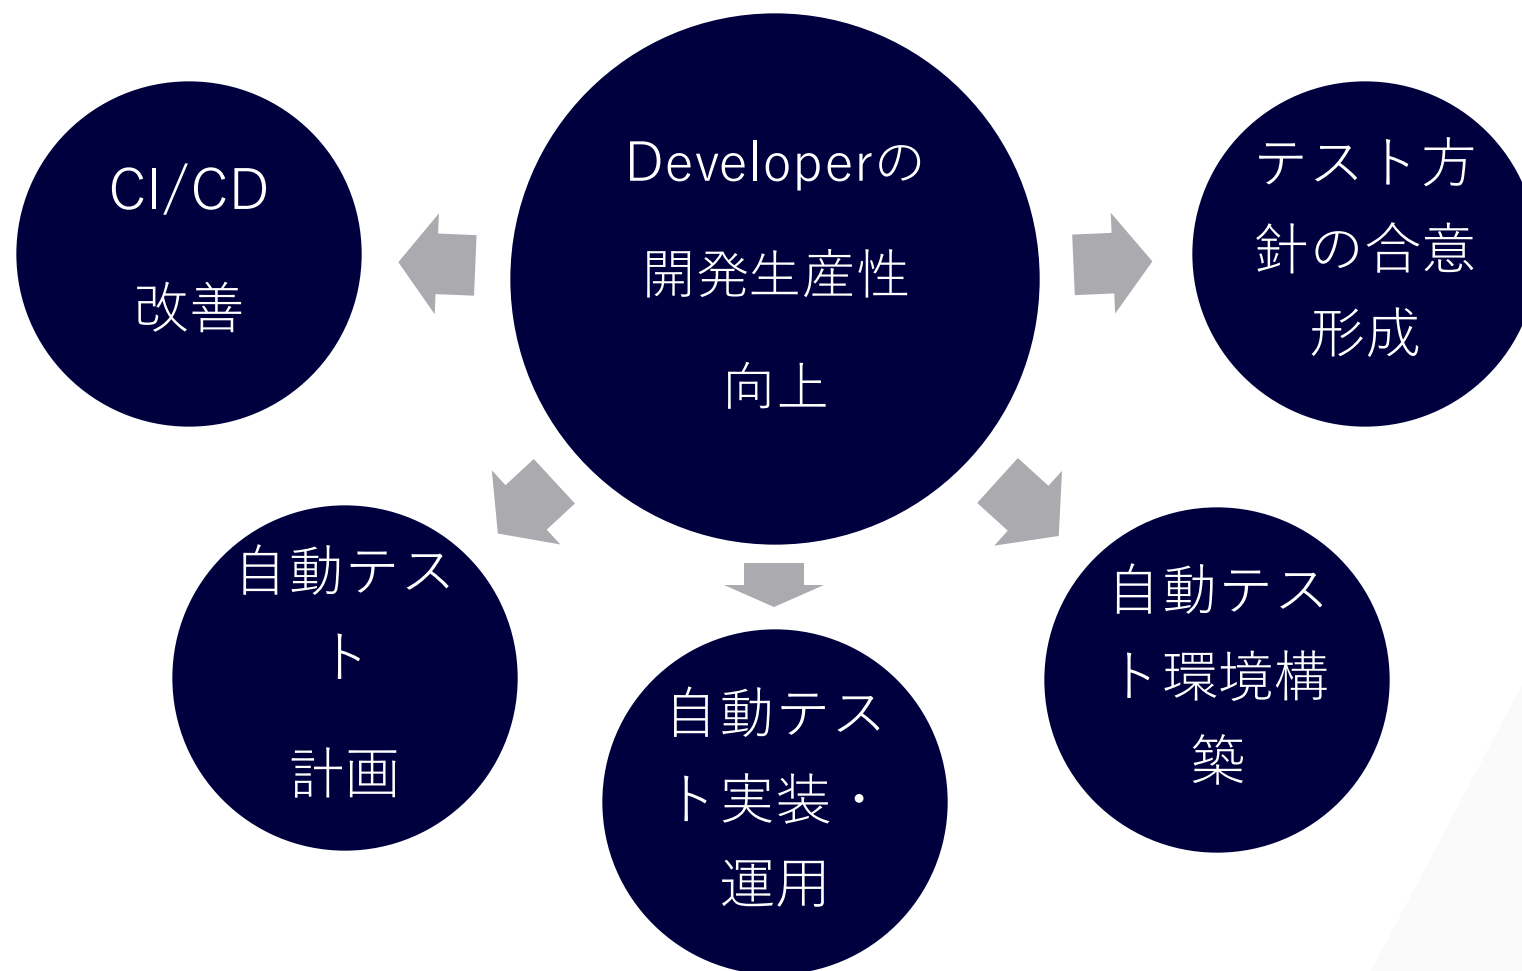 Developerの
開発生産性
向上
CI/CD
改善
テスト方
針の合意
形成
自動テス
ト
計画
自動テス
ト実装・
運用
自動テス
ト環境構
築